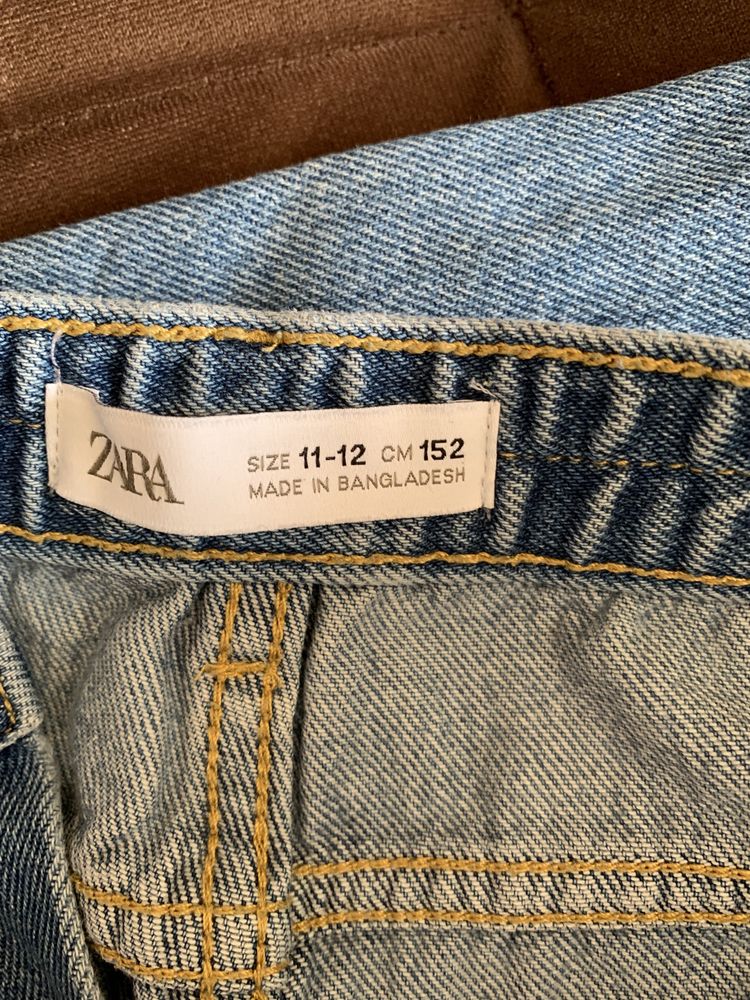 ZARA
SIZE 11-12 CM 152
MADE IN BANGLADESH